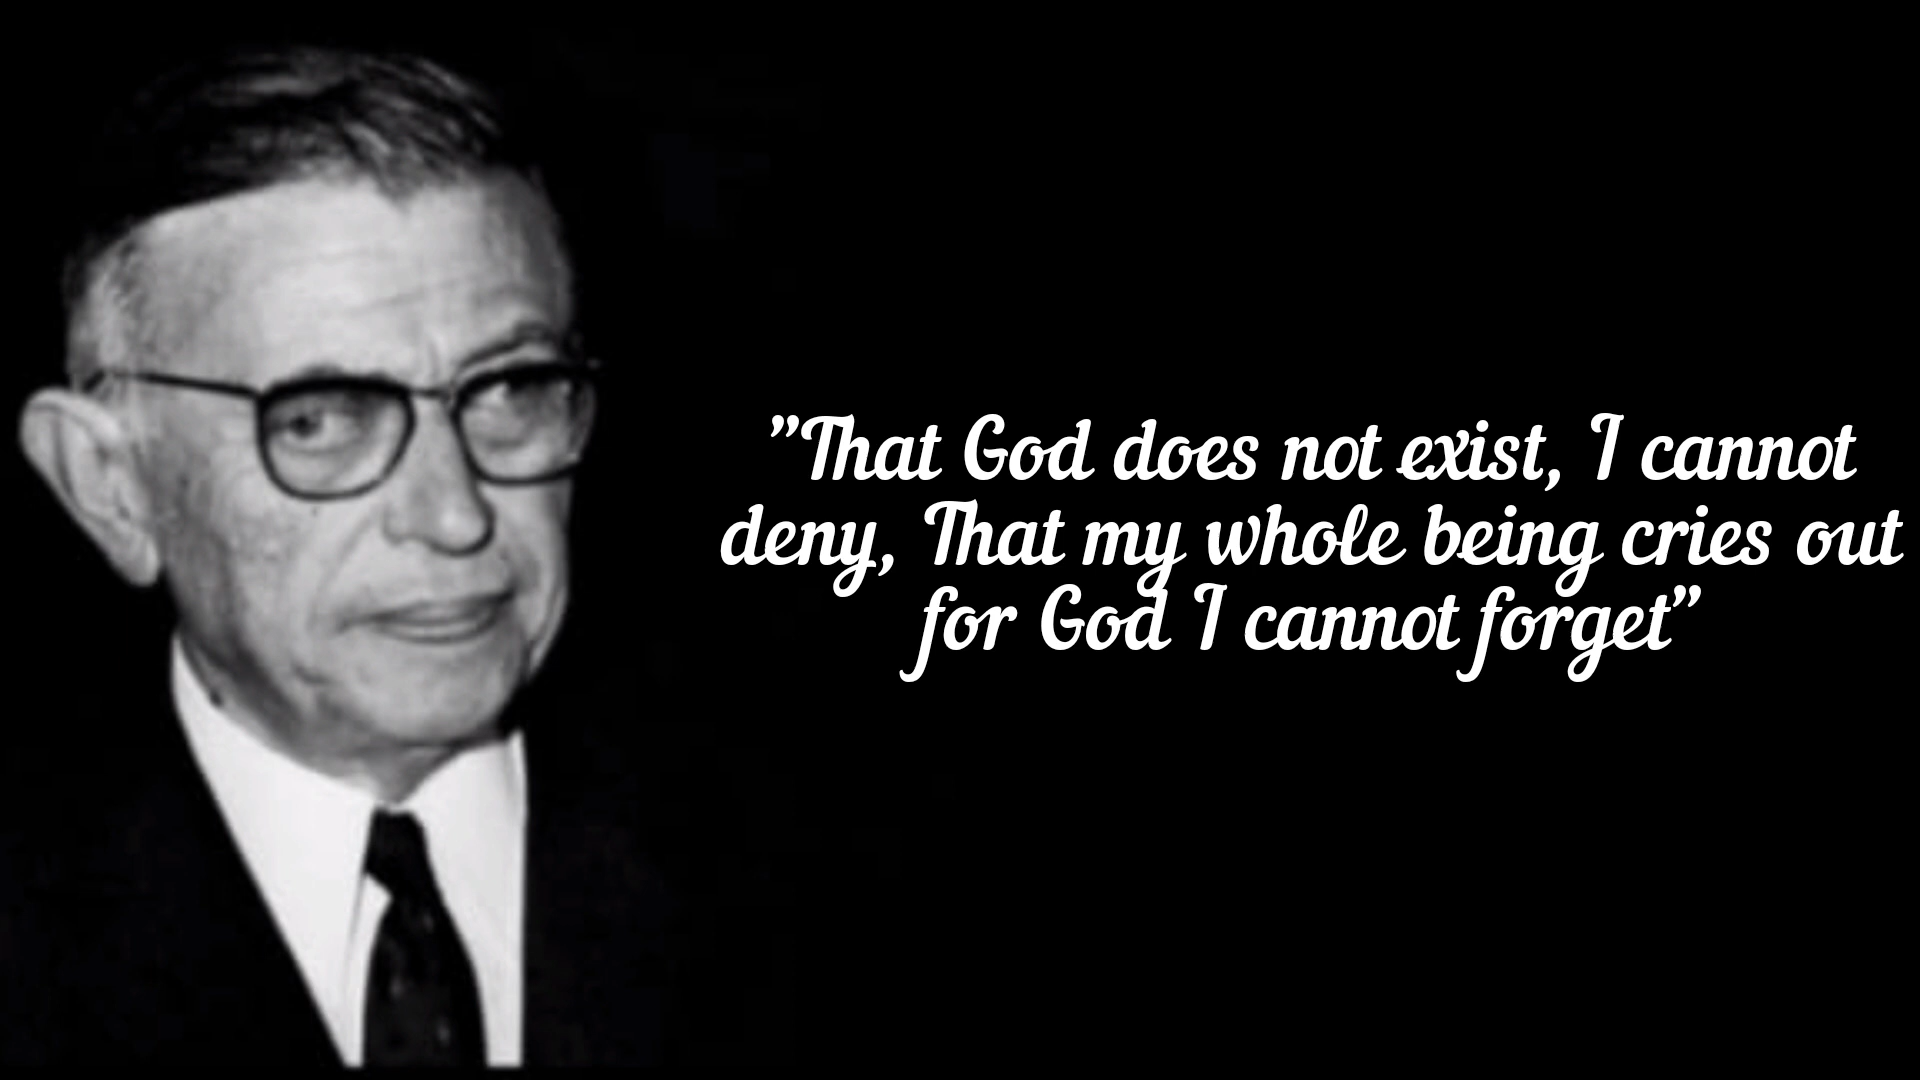 ”That God does not exist, I cannot
deny, That my whole being cries out
for God I cannot forget”